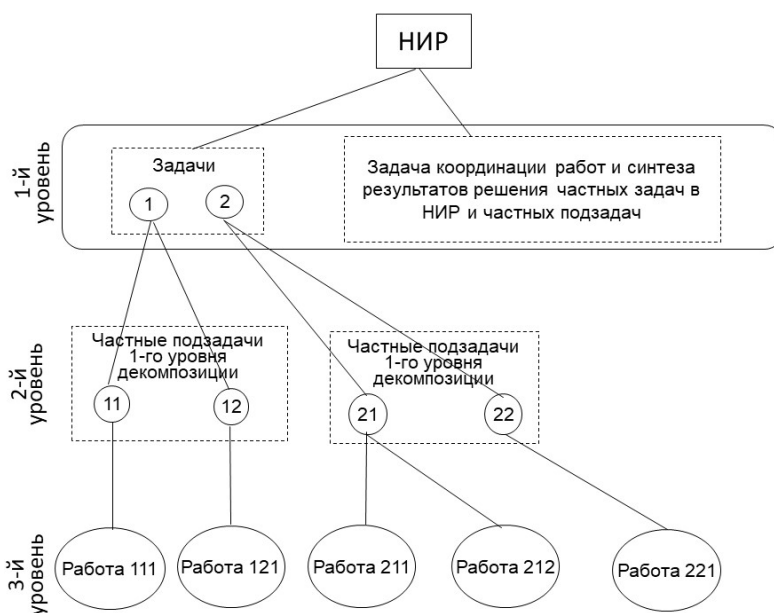 НИР
1-й
уровень
Задачи
1
2
Задача координации работ и синтеза
результатов решения частных задач в
НИР и частных подзадач
2-й
уровень
Частные подзадачи
1-го уровня
декомпозиции
11
12
Частные подзадачи
1-го уровня
декомпозиции
21
22
3-й
уровень
Работа 111
Работа 121
Работа 211
Работа 212
Работа 221